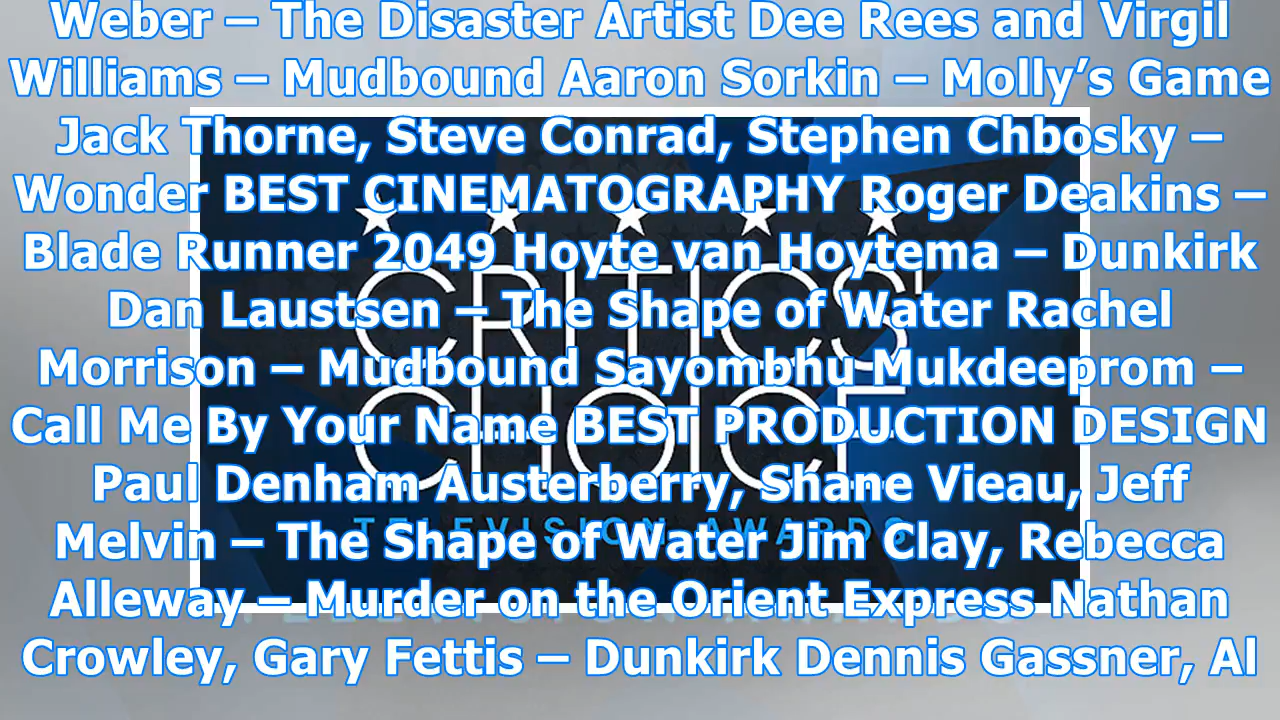 Weber – The Disaster Artist Dee Rees and Virgil
Williams – Mudbound Aaron Sorkin – Molly’s Game
Jack Thorne, Steve Conrad, Stephen Chbosky –
Wonder BEST CINEMATOGRAPHY Roger Deakins –
Blade Runner 2049 Hoyte van Hoytema – Dunkirk
Dan Laustsen – The Shape of Water Rachel
Morrison – Mudbound Sayombhu Mukdeeprom –
Call Me By Your Name BEST PRODUCTION DESIGN
Paul Denham Austerberry, Shane Vieau, Jeff
Melvin – The Shape of Water Jim Clay, Rebecca
Alleway – Murder on the Orient Express Nathan
Crowley, Gary Fettis – Dunkirk Dennis Gassner, Al
CRITICS'
CHOICE
TELEVISION AWARDS